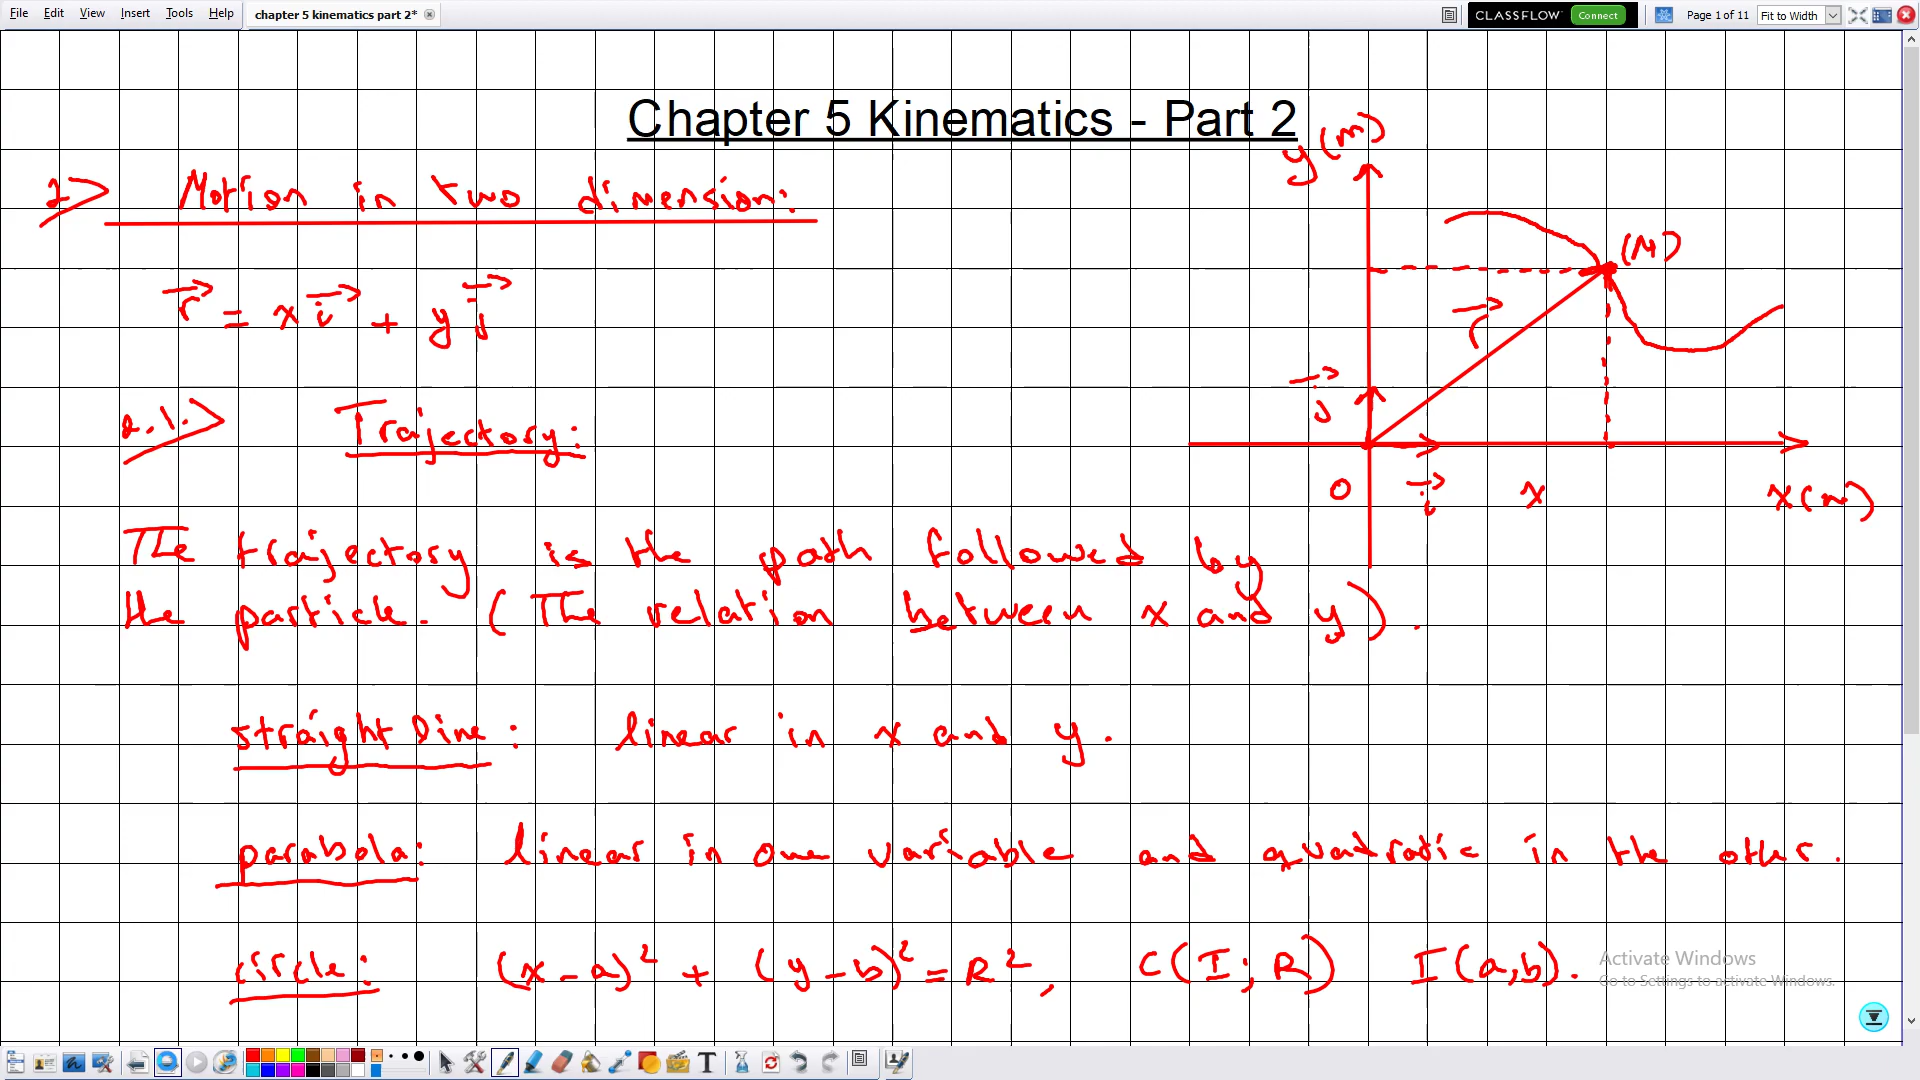 File Edit View Insert Tools Help chapter 5 kinematics part 2* CLASSFLOW Connect Page 1 of 11 Fit to Width
Chapter 5 Kinematics - Part 2
2> Motion in two dimension:
r⃗ = x i⃗ + y j⃗
2.1.> Trajectory:
y(m)
(M)
r⃗
j⃗
O i⃗ x x(m)
The trajectory is the path followed by
the particle. (The relation between x and y).
straight line: linear in x and y.
parabola: linear in one variable and quadratic in the other.
circle: (x-a)² + (y-b)² = R², C(I;R) I(a,b).
Activate Windows
Go to Settings to activate Windows.